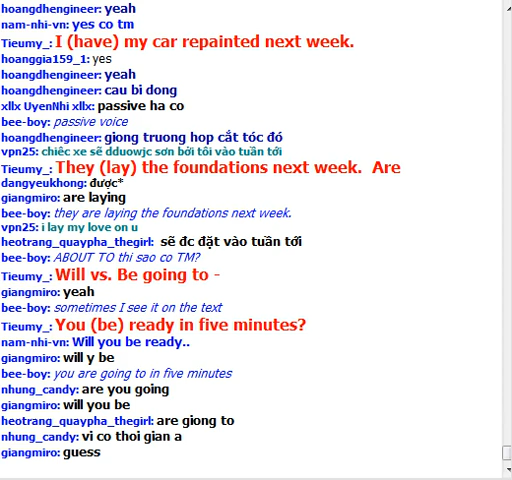 hoangdhengineer: yeah
nam-nhi-vn: yes co tm
Tieumy_: I (have) my car repainted next week.
hoanggia159_1: yes
hoangdhengineer: yeah
hoangdhengineer: cau bi dong
xllx UyenNhi xllx: passive ha co
bee-boy: passive voice
hoangdhengineer: giong truong hop cắt tóc đó
vpn25: chiêc xe sẽ dduowjc sơn bởi tôi vào tuần tới
Tieumy_: They (lay) the foundations next week. Are
dangyeukhong: được*
giangmiro: are laying
bee-boy: they are laying the foundations next week.
vpn25: i lay my love on u
heotrang_quaypha_thegirl: sẽ đc đặt vào tuần tới
bee-boy: ABOUT TO thi sao co TM?
Tieumy_: Will vs. Be going to -
giangmiro: yeah
bee-boy: sometimes I see it on the text
Tieumy_: You (be) ready in five minutes?
nam-nhi-vn: Will you be ready..
giangmiro: will y be
bee-boy: you are going to in five minutes
nhung_candy: are you going
giangmiro: will you be
heotrang_quaypha_thegirl: are giong to
nhung_candy: vi co thoi gian a
giangmiro: guess